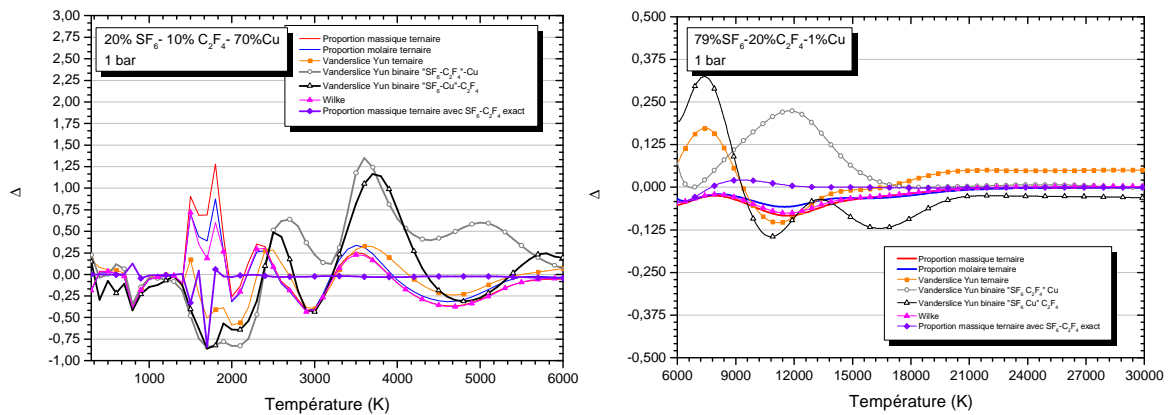 20% SF6- 10% C2F4- 70%Cu
1 bar
Proportion massique ternaire
Proportion molaire ternaire
Vanderslice Yun ternaire
Vanderslice Yun binaire "SF6-C2F4"-Cu
Vanderslice Yun binaire "SF6-Cu"-C2F4
Wilke
Proportion massique ternaire avec SF6-C2F4 exact
3,00
2,75
2,50
2,25
2,00
1,75
1,50
1,25
1,00
0,75
0,50
0,25
0,00
-0,25
-0,50
-0,75
-1,00
Δ
1000 2000 3000 4000 5000 6000
Température (K)
79%SF6-20%C2F4-1%Cu
1 bar
0,500
0,375
0,250
0,125
0,000
-0,125
-0,250
-0,375
-0,500
Δ
Proportion massique ternaire
Proportion molaire ternaire
Vanderslice Yun ternaire
Vanderslice Yun binaire "SF6 C2F4" Cu
Vanderslice Yun binaire "SF6 Cu" C2F4
Wilke
Proportion massique ternaire avec SF6-C2F4 exact
6000 9000 12000 15000 18000 21000 24000 27000 30000
Température (K)